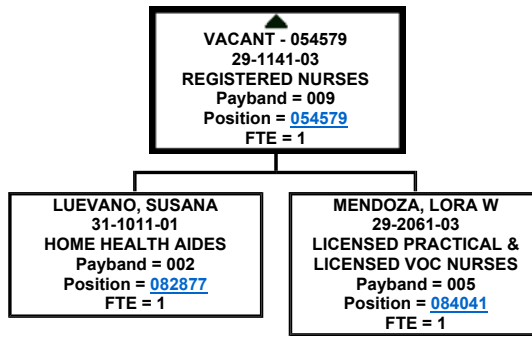 VACANT - 054579
29-1141-03
REGISTERED NURSES
Payband = 009
Position = 054579
FTE = 1
LUEVANO, SUSANA
31-1011-01
HOME HEALTH AIDES
Payband = 002
Position = 082877
FTE = 1
MENDOZA, LORA W
29-2061-03
LICENSED PRACTICAL &
LICENSED VOC NURSES
Payband = 005
Position = 084041
FTE = 1